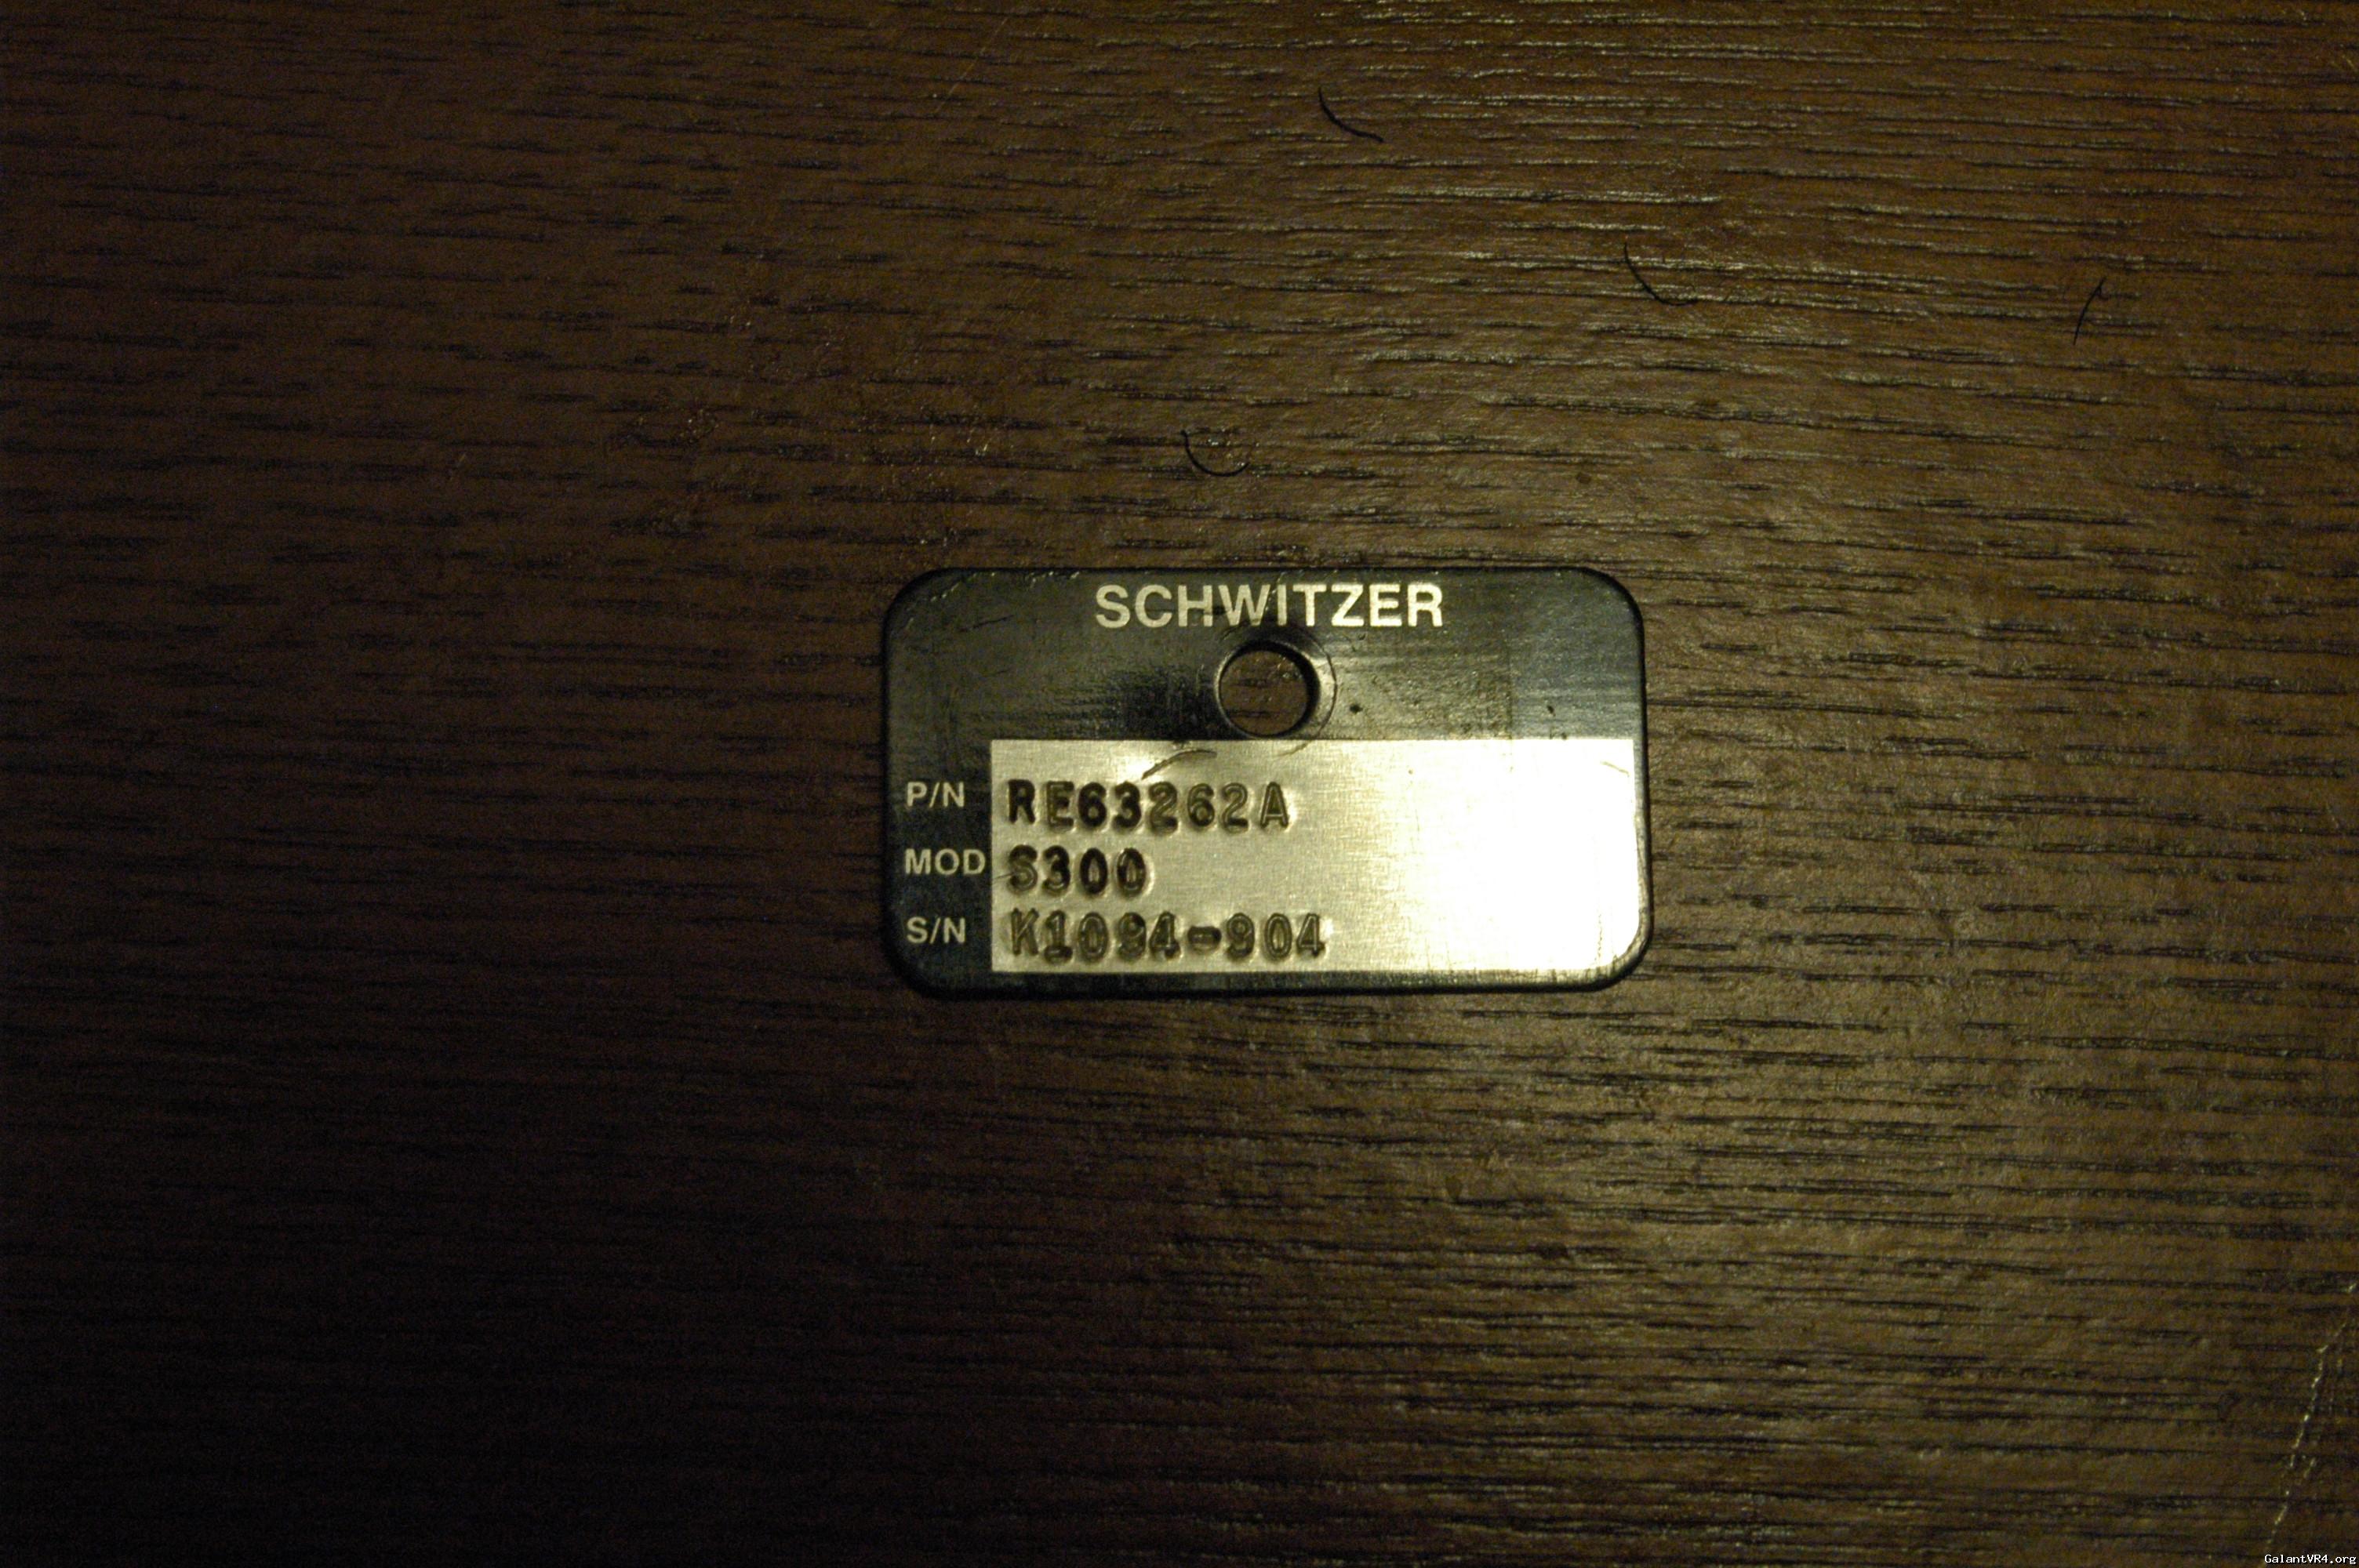 SCHWITZER
P/N RE63262A
MOD S300
S/N K1094-904
GalantVR4.org